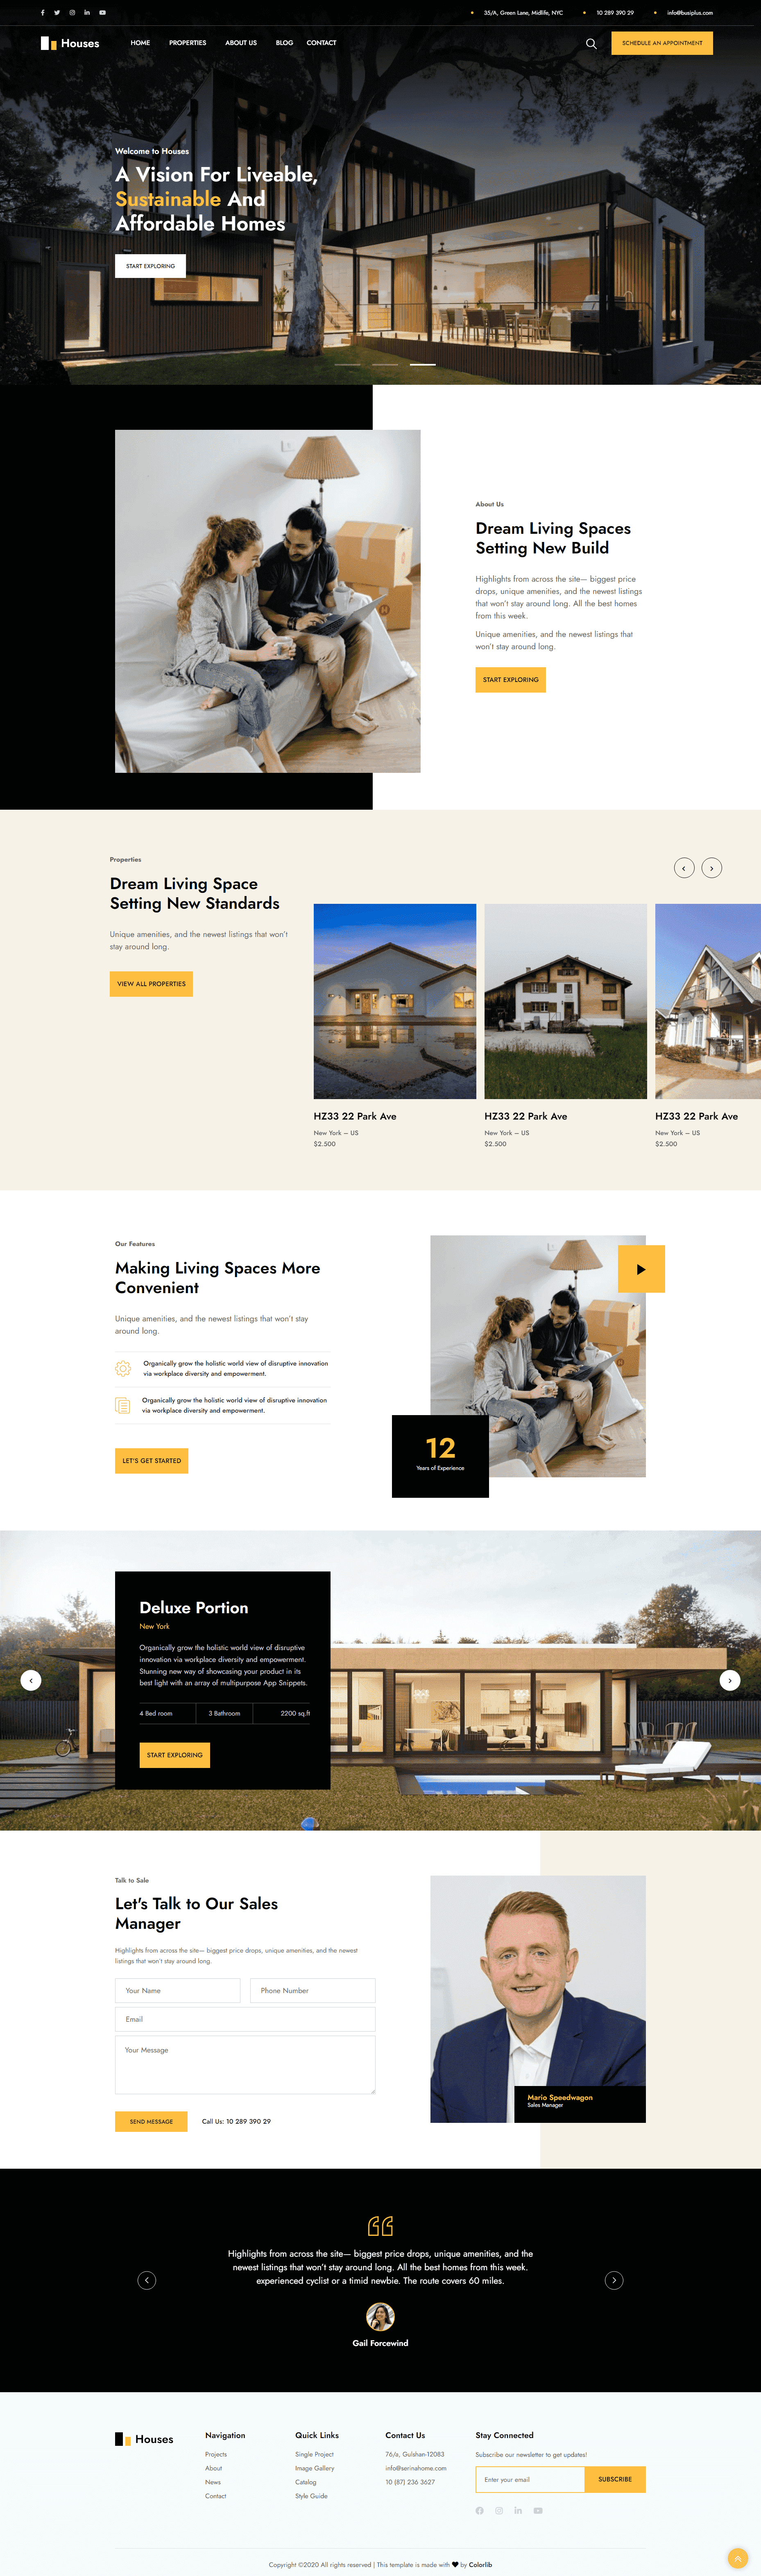 35/A, Green Lane, Midlife, NYC
10 289 390 29
info@busiplus.com
Houses
HOME
PROPERTIES
ABOUT US
BLOG
CONTACT
SCHEDULE AN APPOINTMENT
Welcome to Houses
A Vision For Liveable,
Sustainable And
Affordable Homes
START EXPLORING
About Us
Dream Living Spaces
Setting New Build
Highlights from across the site— biggest price
drops, unique amenities, and the newest listings
that won't stay around long. All the best homes
from this week.
Unique amenities, and the newest listings that
won't stay around long.
START EXPLORING
Properties
Dream Living Space
Setting New Standards
Unique amenities, and the newest listings that won't
stay around long.
VIEW ALL PROPERTIES
HZ33 22 Park Ave
New York – US
$2.500
HZ33 22 Park Ave
New York – US
$2.500
HZ33 22 Park Ave
New York – US
$2.500
Our Features
Making Living Spaces More
Convenient
Unique amenities, and the newest listings that won't stay
around long.
Organically grow the holistic world view of disruptive innovation
via workplace diversity and empowerment.
Organically grow the holistic world view of disruptive innovation
via workplace diversity and empowerment.
LET'S GET STARTED
12
Years of Experience
Deluxe Portion
New York
Organically grow the holistic world view of disruptive
innovation via workplace diversity and empowerment.
Stunning new way of showcasing your product in its
best light with an array of multipurpose App Snippets.
4 Bed room
3 Bathroom
2200 sq.ft
START EXPLORING
Talk to Sale
Let's Talk to Our Sales
Manager
Highlights from across the site— biggest price drops, unique amenities, and the newest
listings that won't stay around long.
Your Name
Phone Number
Email
Your Message
SEND MESSAGE
Call Us: 10 289 390 29
Mario Speedwagon
Sales Manager
Highlights from across the site— biggest price drops, unique amenities, and the
newest listings that won't stay around long. All the best homes from this week.
experienced cyclist or a timid newbie. The route covers 60 miles.
Gail Forcewind
Houses
Navigation
Projects
About
News
Contact
Quick Links
Single Project
Image Gallery
Catalog
Style Guide
Contact Us
76/a, Gulshan-12083
info@serinahome.com
10 (87) 236 3627
Stay Connected
Subscribe our newsletter to get updates!
Enter your email
SUBSCRIBE
Copyright ©2020 All rights reserved | This template is made with ♥ by Colorlib